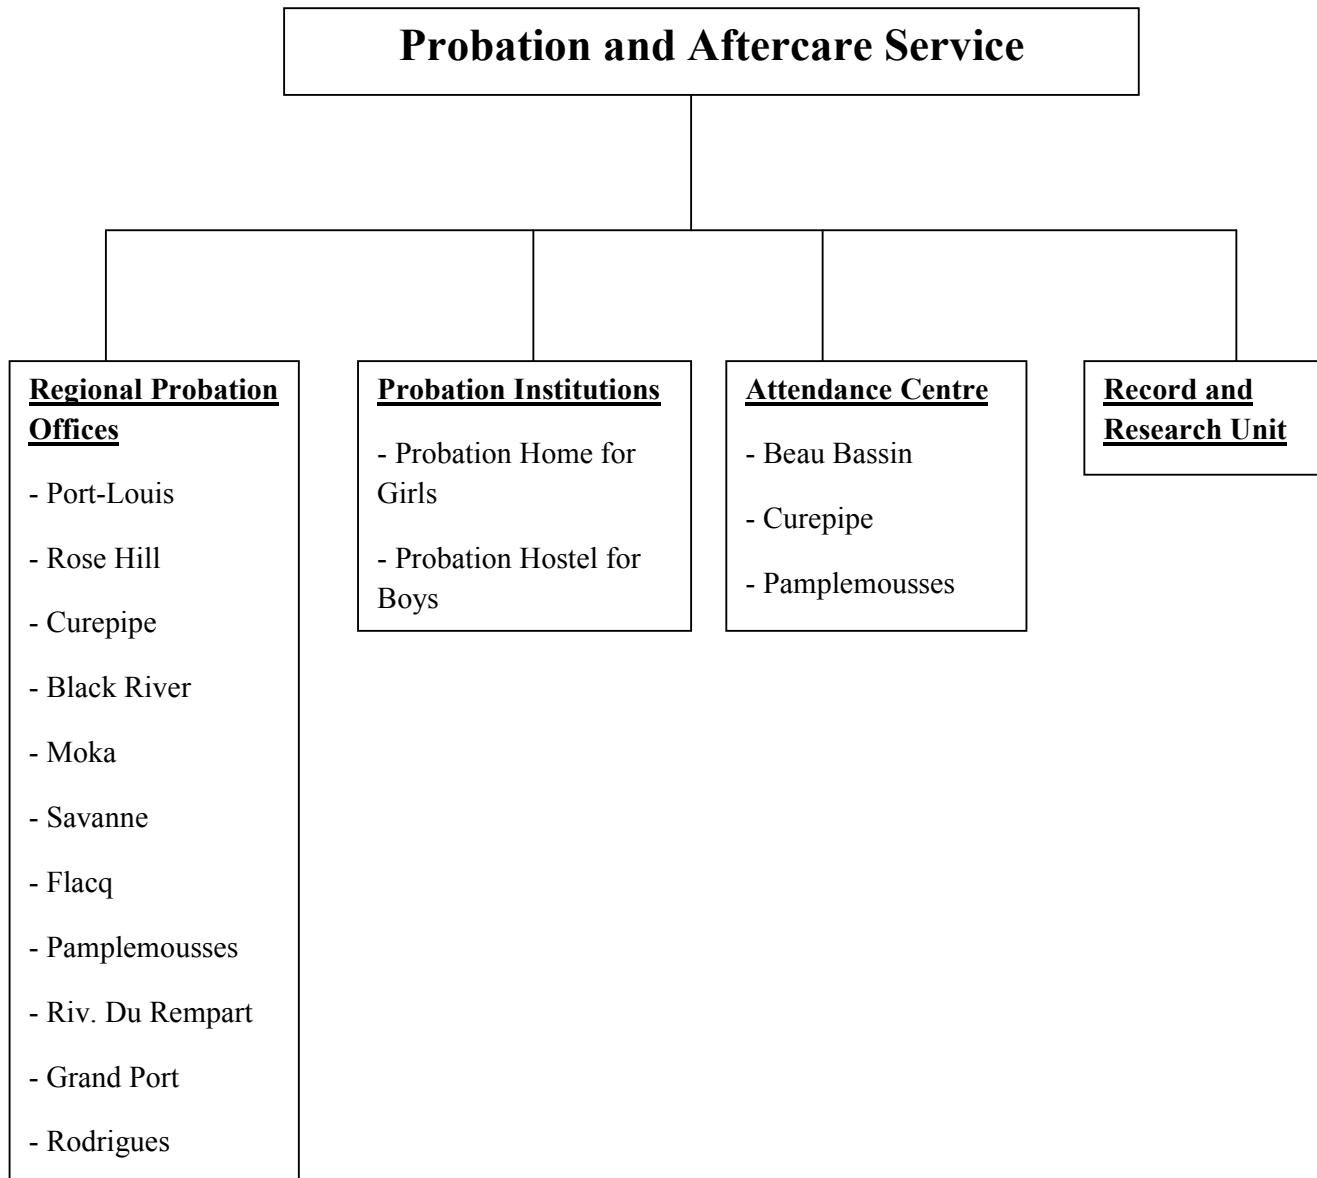 Probation and Aftercare Service
Regional Probation
Offices
- Port-Louis
- Rose Hill
- Curepipe
- Black River
- Moka
- Savanne
- Flacq
- Pamplemousses
- Riv. Du Rempart
- Grand Port
- Rodrigues
Probation Institutions
- Probation Home for
Girls
- Probation Hostel for
Boys
Attendance Centre
- Beau Bassin
- Curepipe
- Pamplemousses
Record and
Research Unit